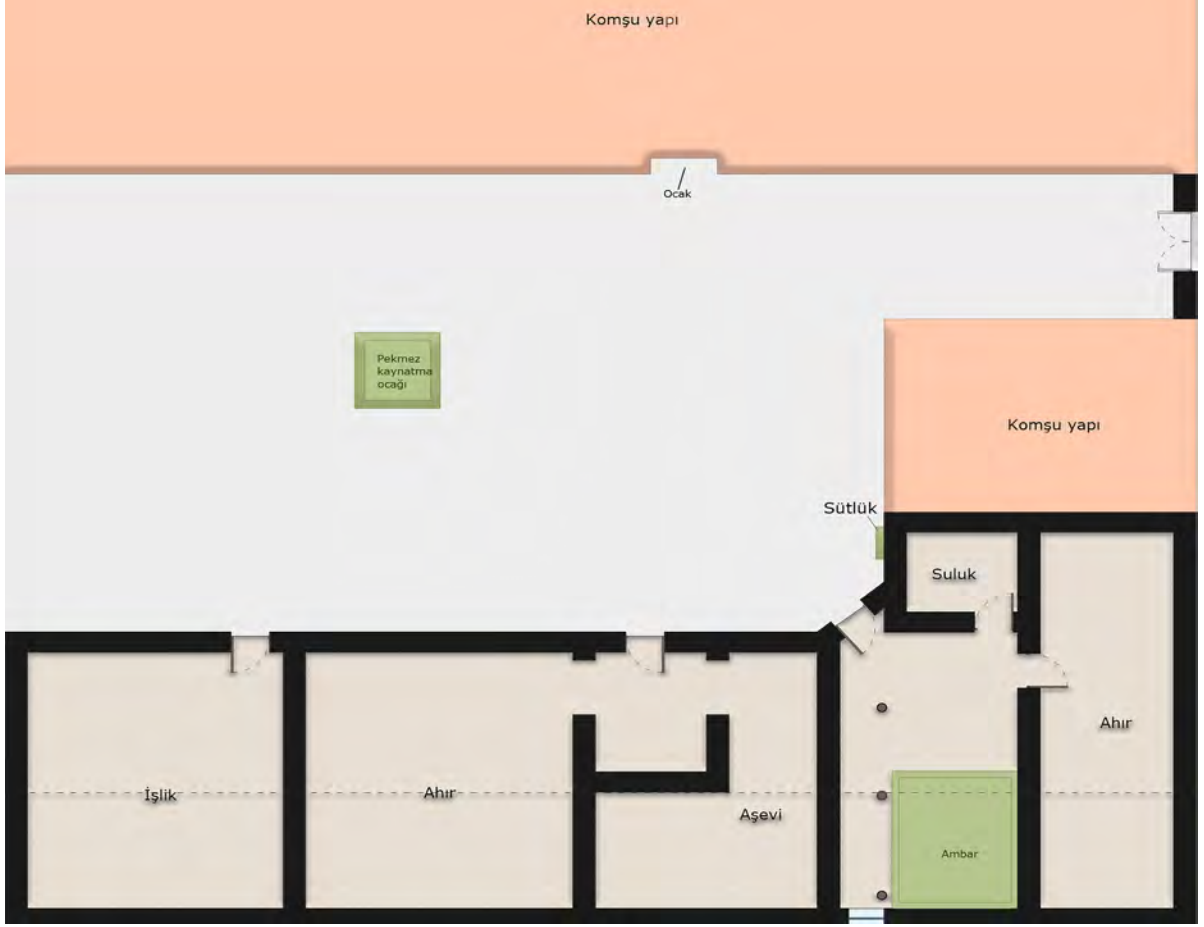 Komşu yapı
Ocak
Pekmez
kaynatma
ocağı
Komşu yapı
Sütlük
Suluk
Ahır
İşlik
Ahır
Aşevi
Ambar